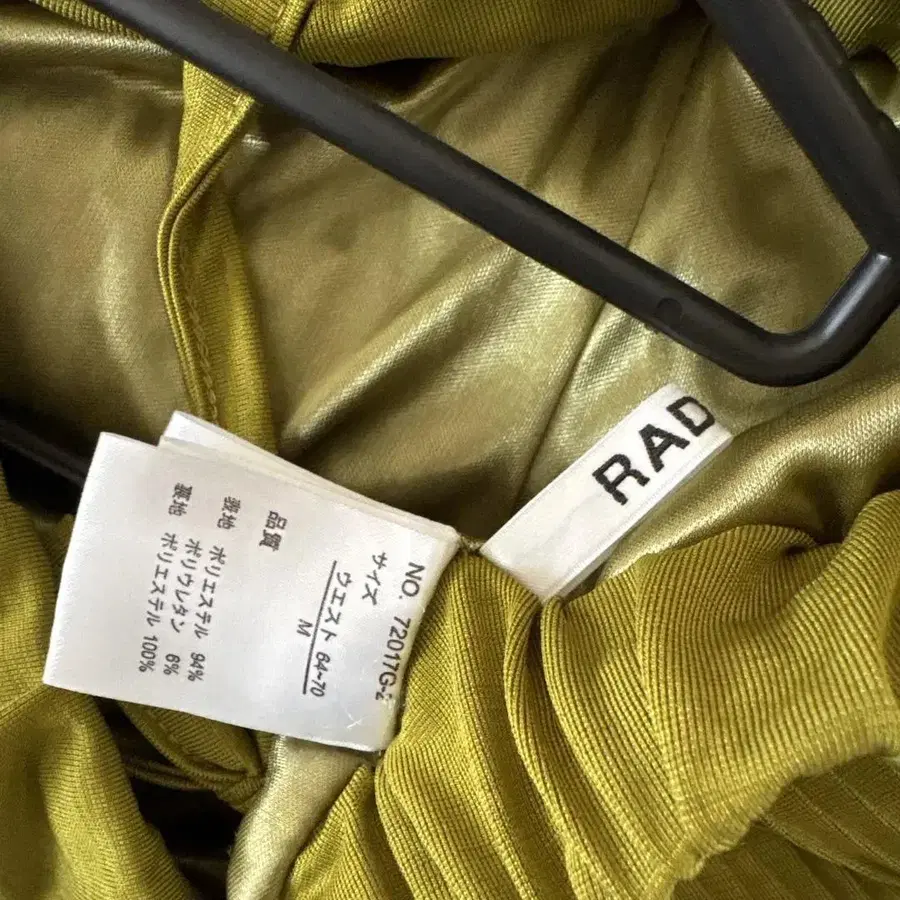 RAD
NO. 72017G-2
サイズ
ウエスト 64~70
M
品質
表地 ポリエステル 94%
ポリウレタン 6%
裏地 ポリエステル 100%